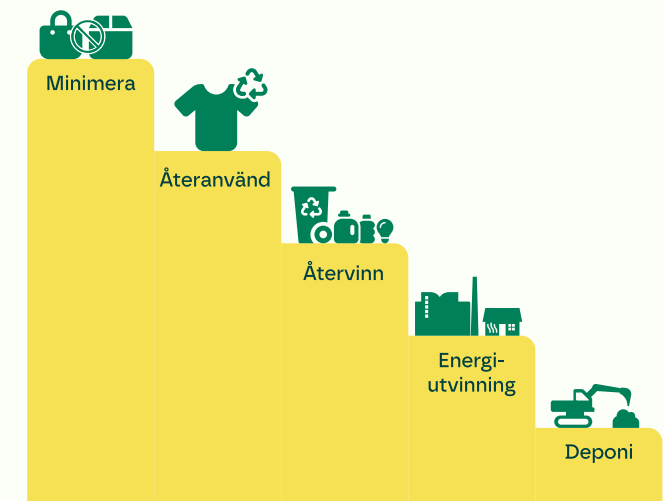 Minimera
Återanvänd
Återvinn
Energi-
utvinning
Deponi